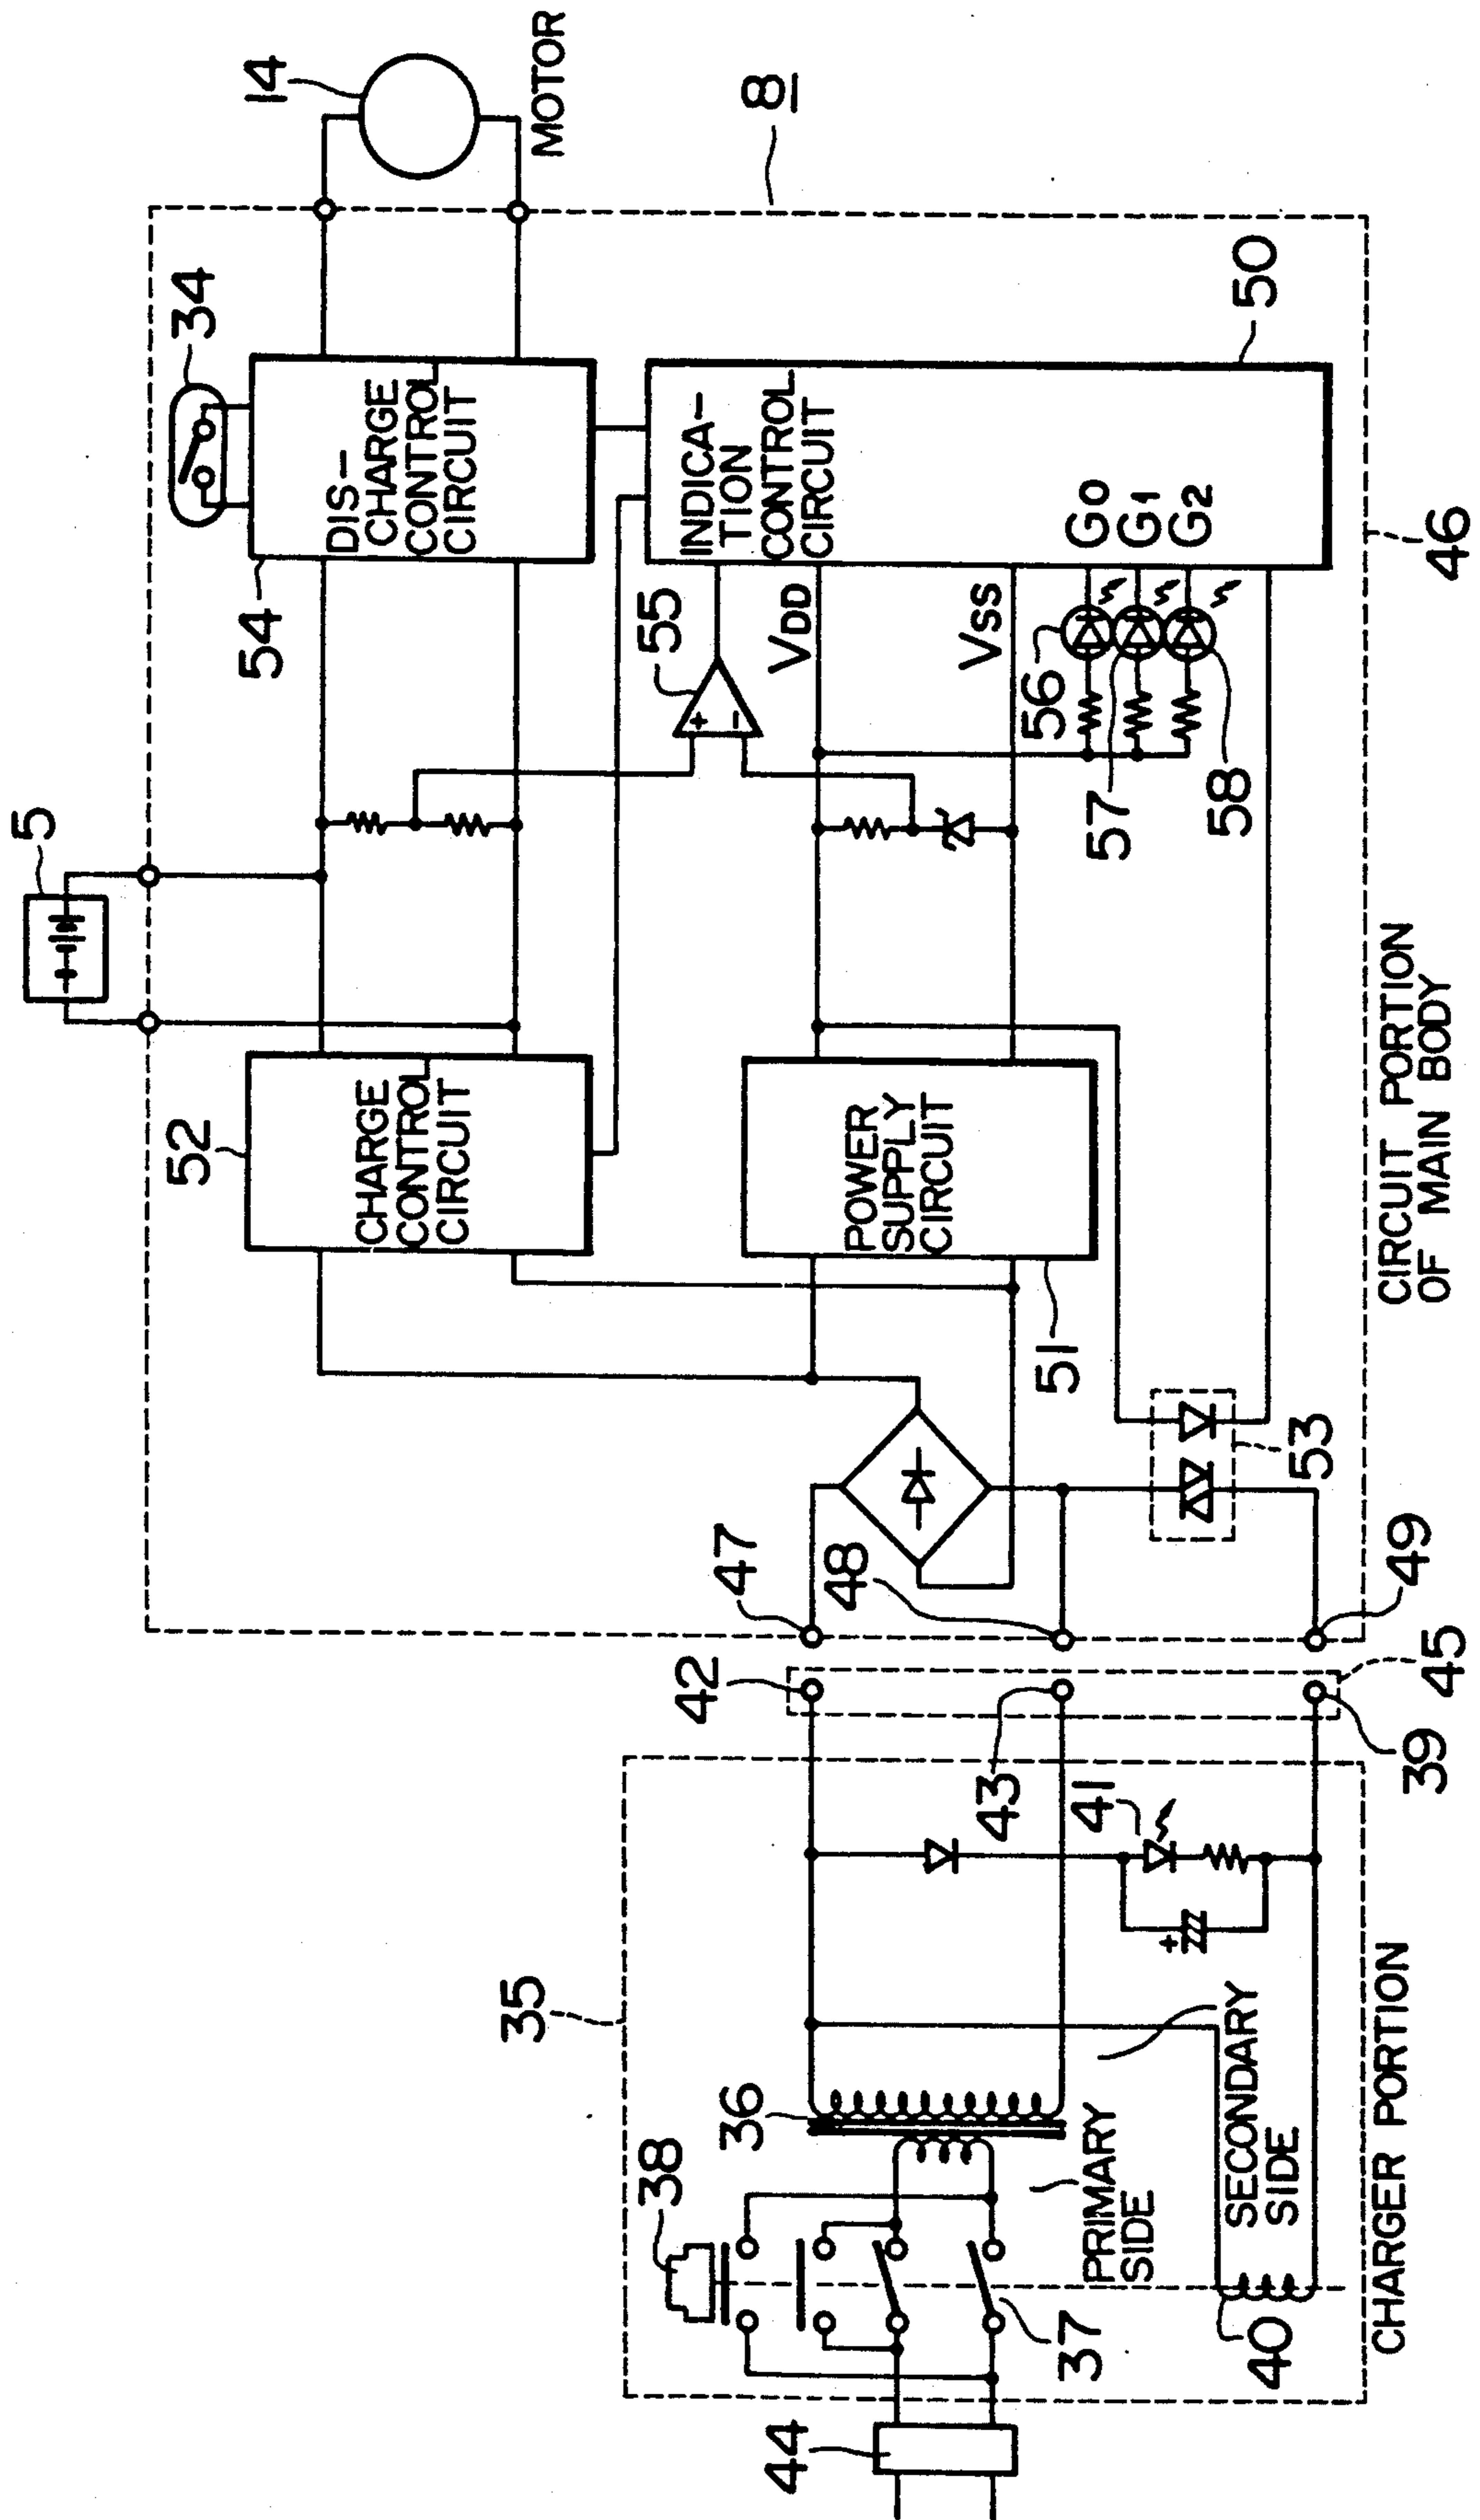 5
14
MOTOR
8
34
54
DIS-
CHARGE
CONTROL
CIRCUIT
52
CHARGE
CONTROL
CIRCUIT
55
+
−
INDICA-
TION
CONTROL
CIRCUIT
50
VDD
VSS
G0
G1
G2
56
57
58
46
POWER
SUPPLY
CIRCUIT
51
53
47
48
49
CIRCUIT PORTION
OF MAIN BODY
42
43
39
45
35
41
+
36
38
37
40
44
PRIMARY
SIDE
SECONDARY
SIDE
CHARGER PORTION